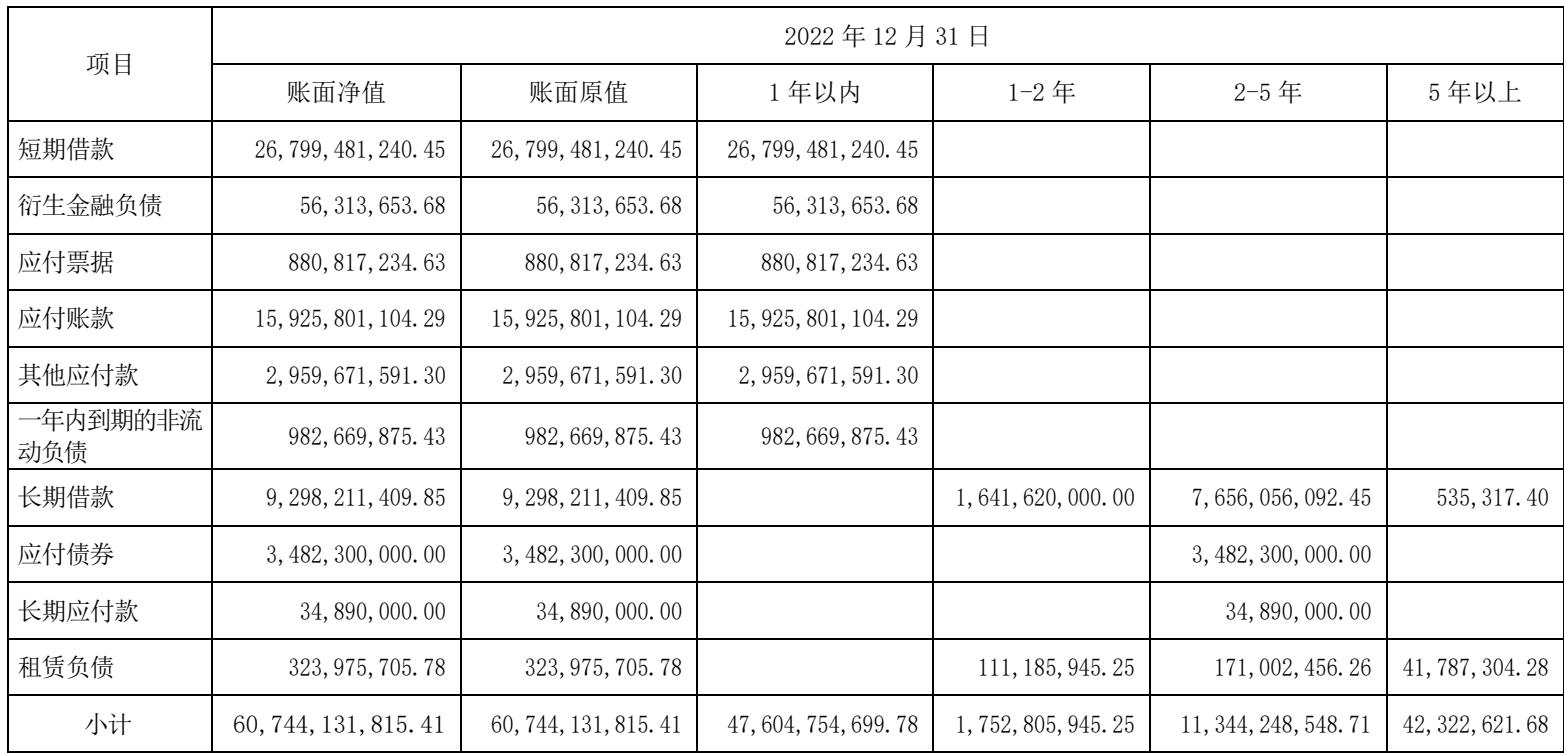 项目 2022 年 12 月 31 日
账面净值 账面原值 1 年以内 1-2 年 2-5 年 5 年以上
短期借款 26,799,481,240.45 26,799,481,240.45 26,799,481,240.45
衍生金融负债 56,313,653.68 56,313,653.68 56,313,653.68
应付票据 880,817,234.63 880,817,234.63 880,817,234.63
应付账款 15,925,801,104.29 15,925,801,104.29 15,925,801,104.29
其他应付款 2,959,671,591.30 2,959,671,591.30 2,959,671,591.30
一年内到期的非流
动负债 982,669,875.43 982,669,875.43 982,669,875.43
长期借款 9,298,211,409.85 9,298,211,409.85 1,641,620,000.00 7,656,056,092.45 535,317.40
应付债券 3,482,300,000.00 3,482,300,000.00 3,482,300,000.00
长期应付款 34,890,000.00 34,890,000.00 34,890,000.00
租赁负债 323,975,705.78 323,975,705.78 111,185,945.25 171,002,456.26 41,787,304.28
小计 60,744,131,815.41 60,744,131,815.41 47,604,754,699.78 1,752,805,945.25 11,344,248,548.71 42,322,621.68